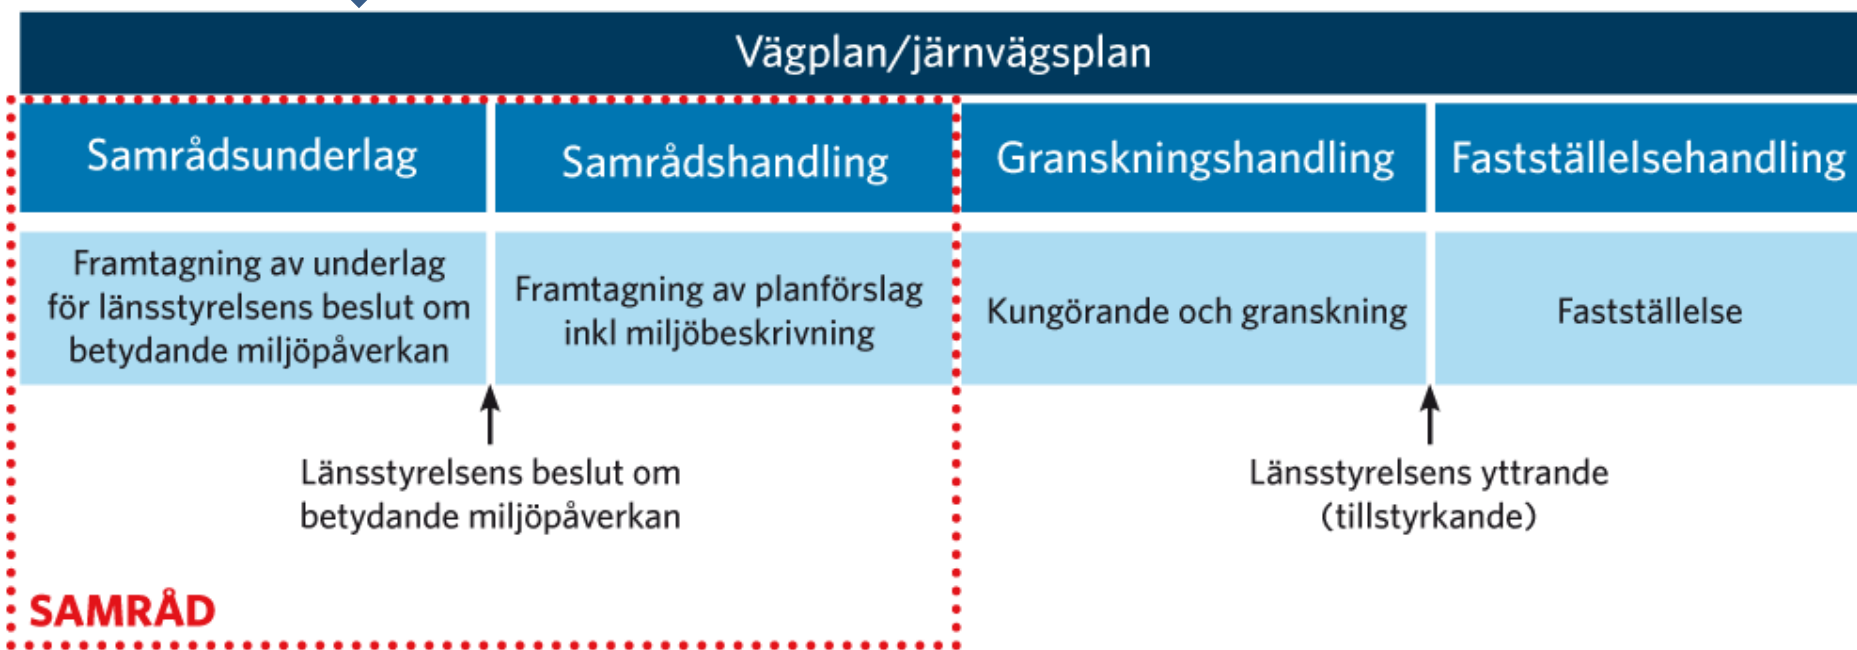 Vägplan/järnvägsplan
Samrådsunderlag
Samrådshandling
Granskningshandling
Fastställelsehandling
Framtagning av underlag
för länsstyrelsens beslut om
betydande miljöpåverkan
Framtagning av planförslag
inkl miljöbeskrivning
Kungörande och granskning
Fastställelse
Länsstyrelsens beslut om
betydande miljöpåverkan
Länsstyrelsens yttrande
(tillstyrkande)
SAMRÅD